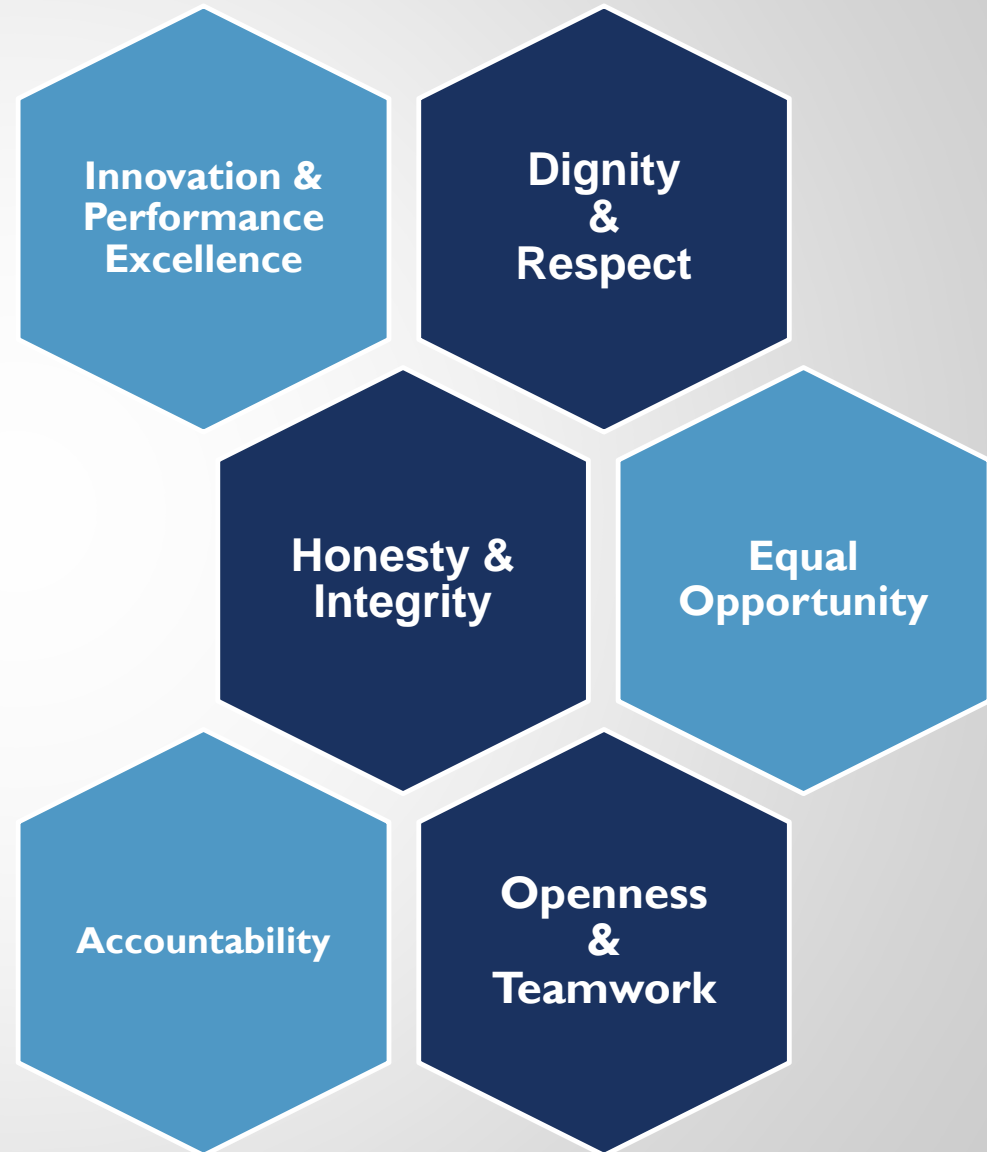 Innovation &
Performance
Excellence
Dignity
&
Respect
Honesty &
Integrity
Equal
Opportunity
Accountability
Openness
&
Teamwork